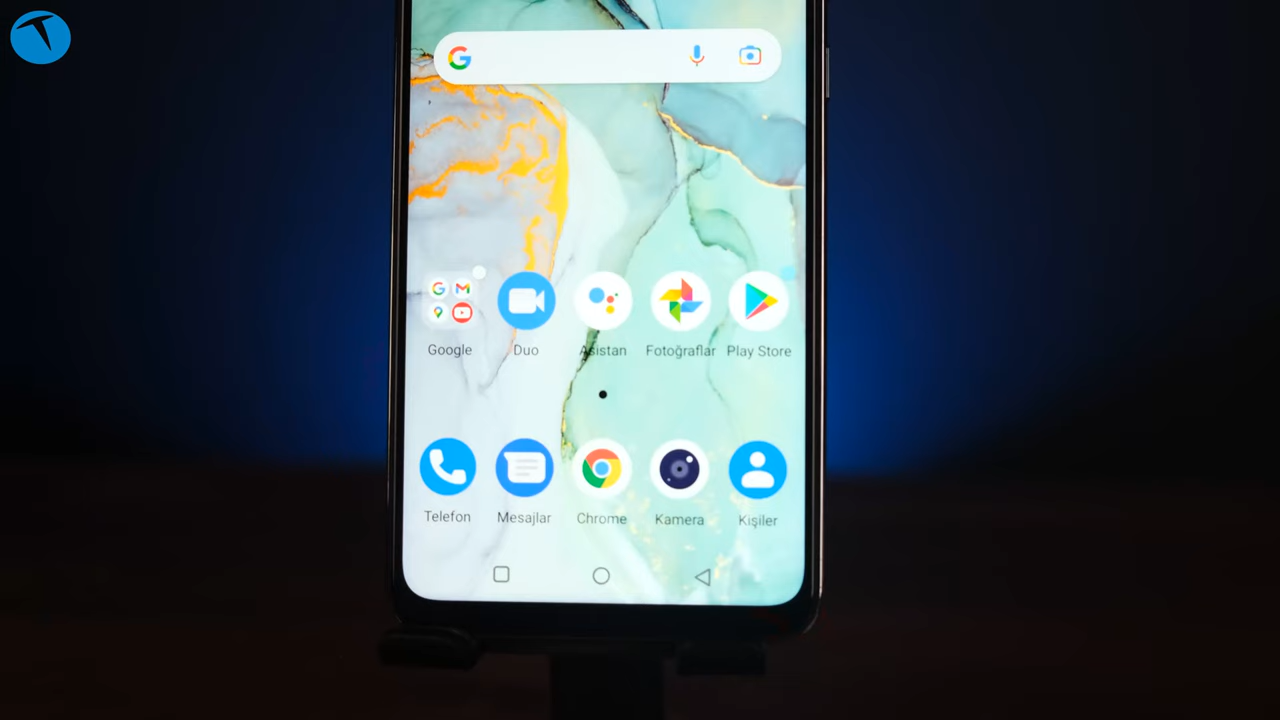 Google
Duo
Asistan
Fotoğraflar
Play Store
Telefon
Mesajlar
Chrome
Kamera
Kişiler